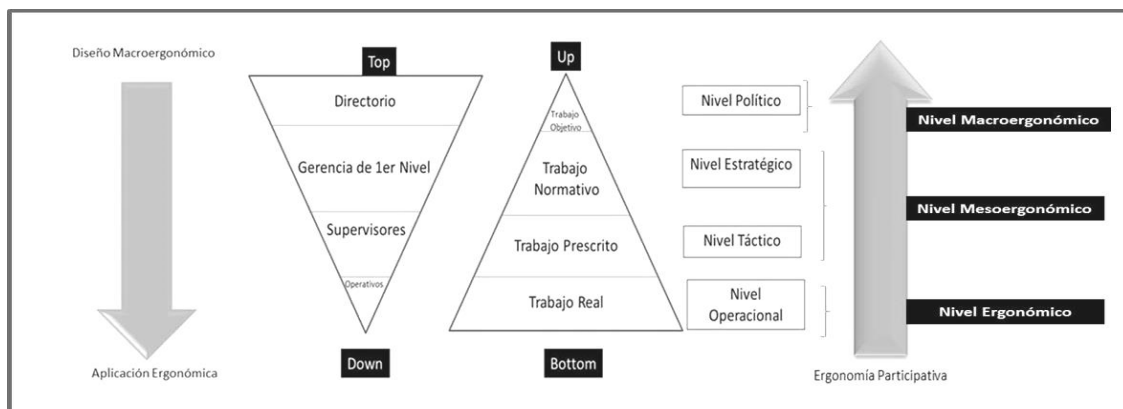 Diseño Macroergonómico
Aplicación Ergonómica
Top
Directorio
Gerencia de 1er Nivel
Supervisores
Operativos
Down
Up
Trabajo
Objetivo
Trabajo
Normativo
Trabajo Prescrito
Trabajo Real
Bottom
Nivel Político
Nivel Estratégico
Nivel Táctico
Nivel
Operacional
Nivel Macroergonómico
Nivel Mesoergonómico
Nivel Ergonómico
Ergonomía Participativa